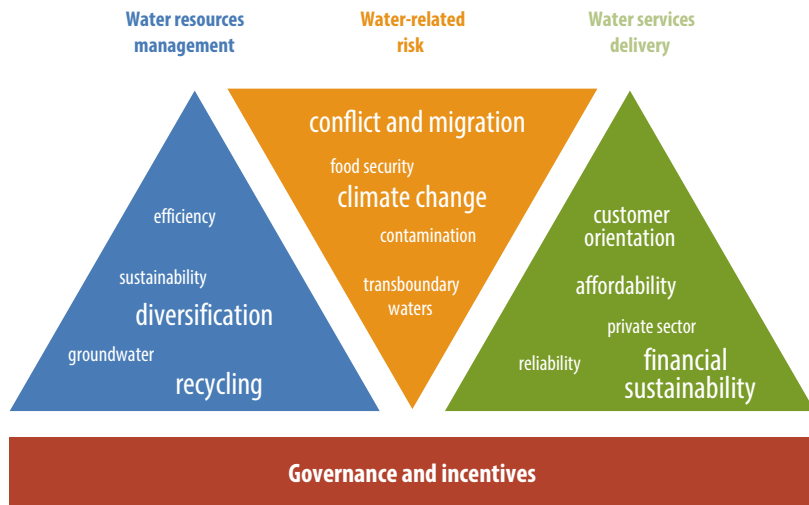 Water resources
management
Water-related
risk
Water services
delivery
efficiency
sustainability
diversification
groundwater
recycling
conflict and migration
food security
climate change
contamination
transboundary
waters
customer
orientation
affordability
private sector
reliability
financial
sustainability
Governance and incentives